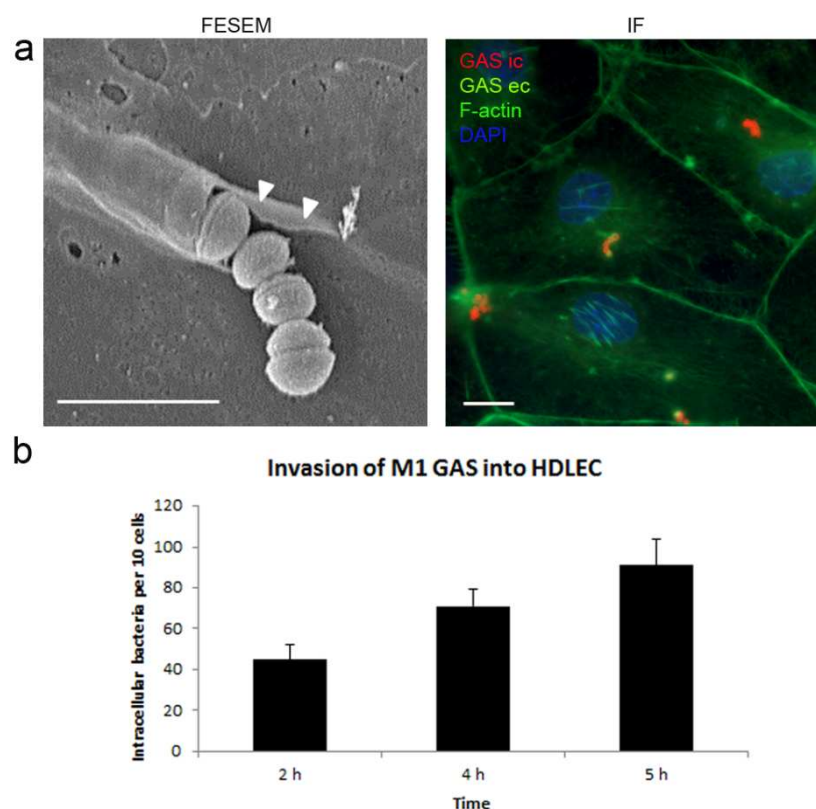 FESEM
IF
a
GAS ic
GAS ec
F-actin
DAPI
b
Invasion of M1 GAS into HDLEC
Intracellular bacteria per 10 cells
120
100
80
60
40
20
0
2 h
4 h
5 h
Time